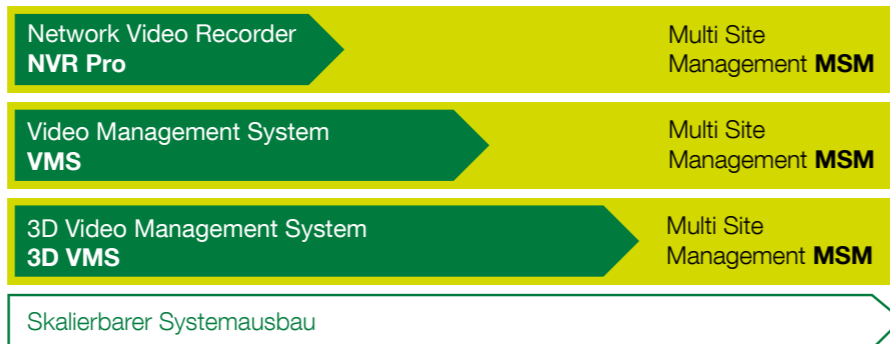 Network Video Recorder
NVR Pro
Multi Site
Management MSM
Video Management System
VMS
Multi Site
Management MSM
3D Video Management System
3D VMS
Multi Site
Management MSM
Skalierbarer Systemausbau